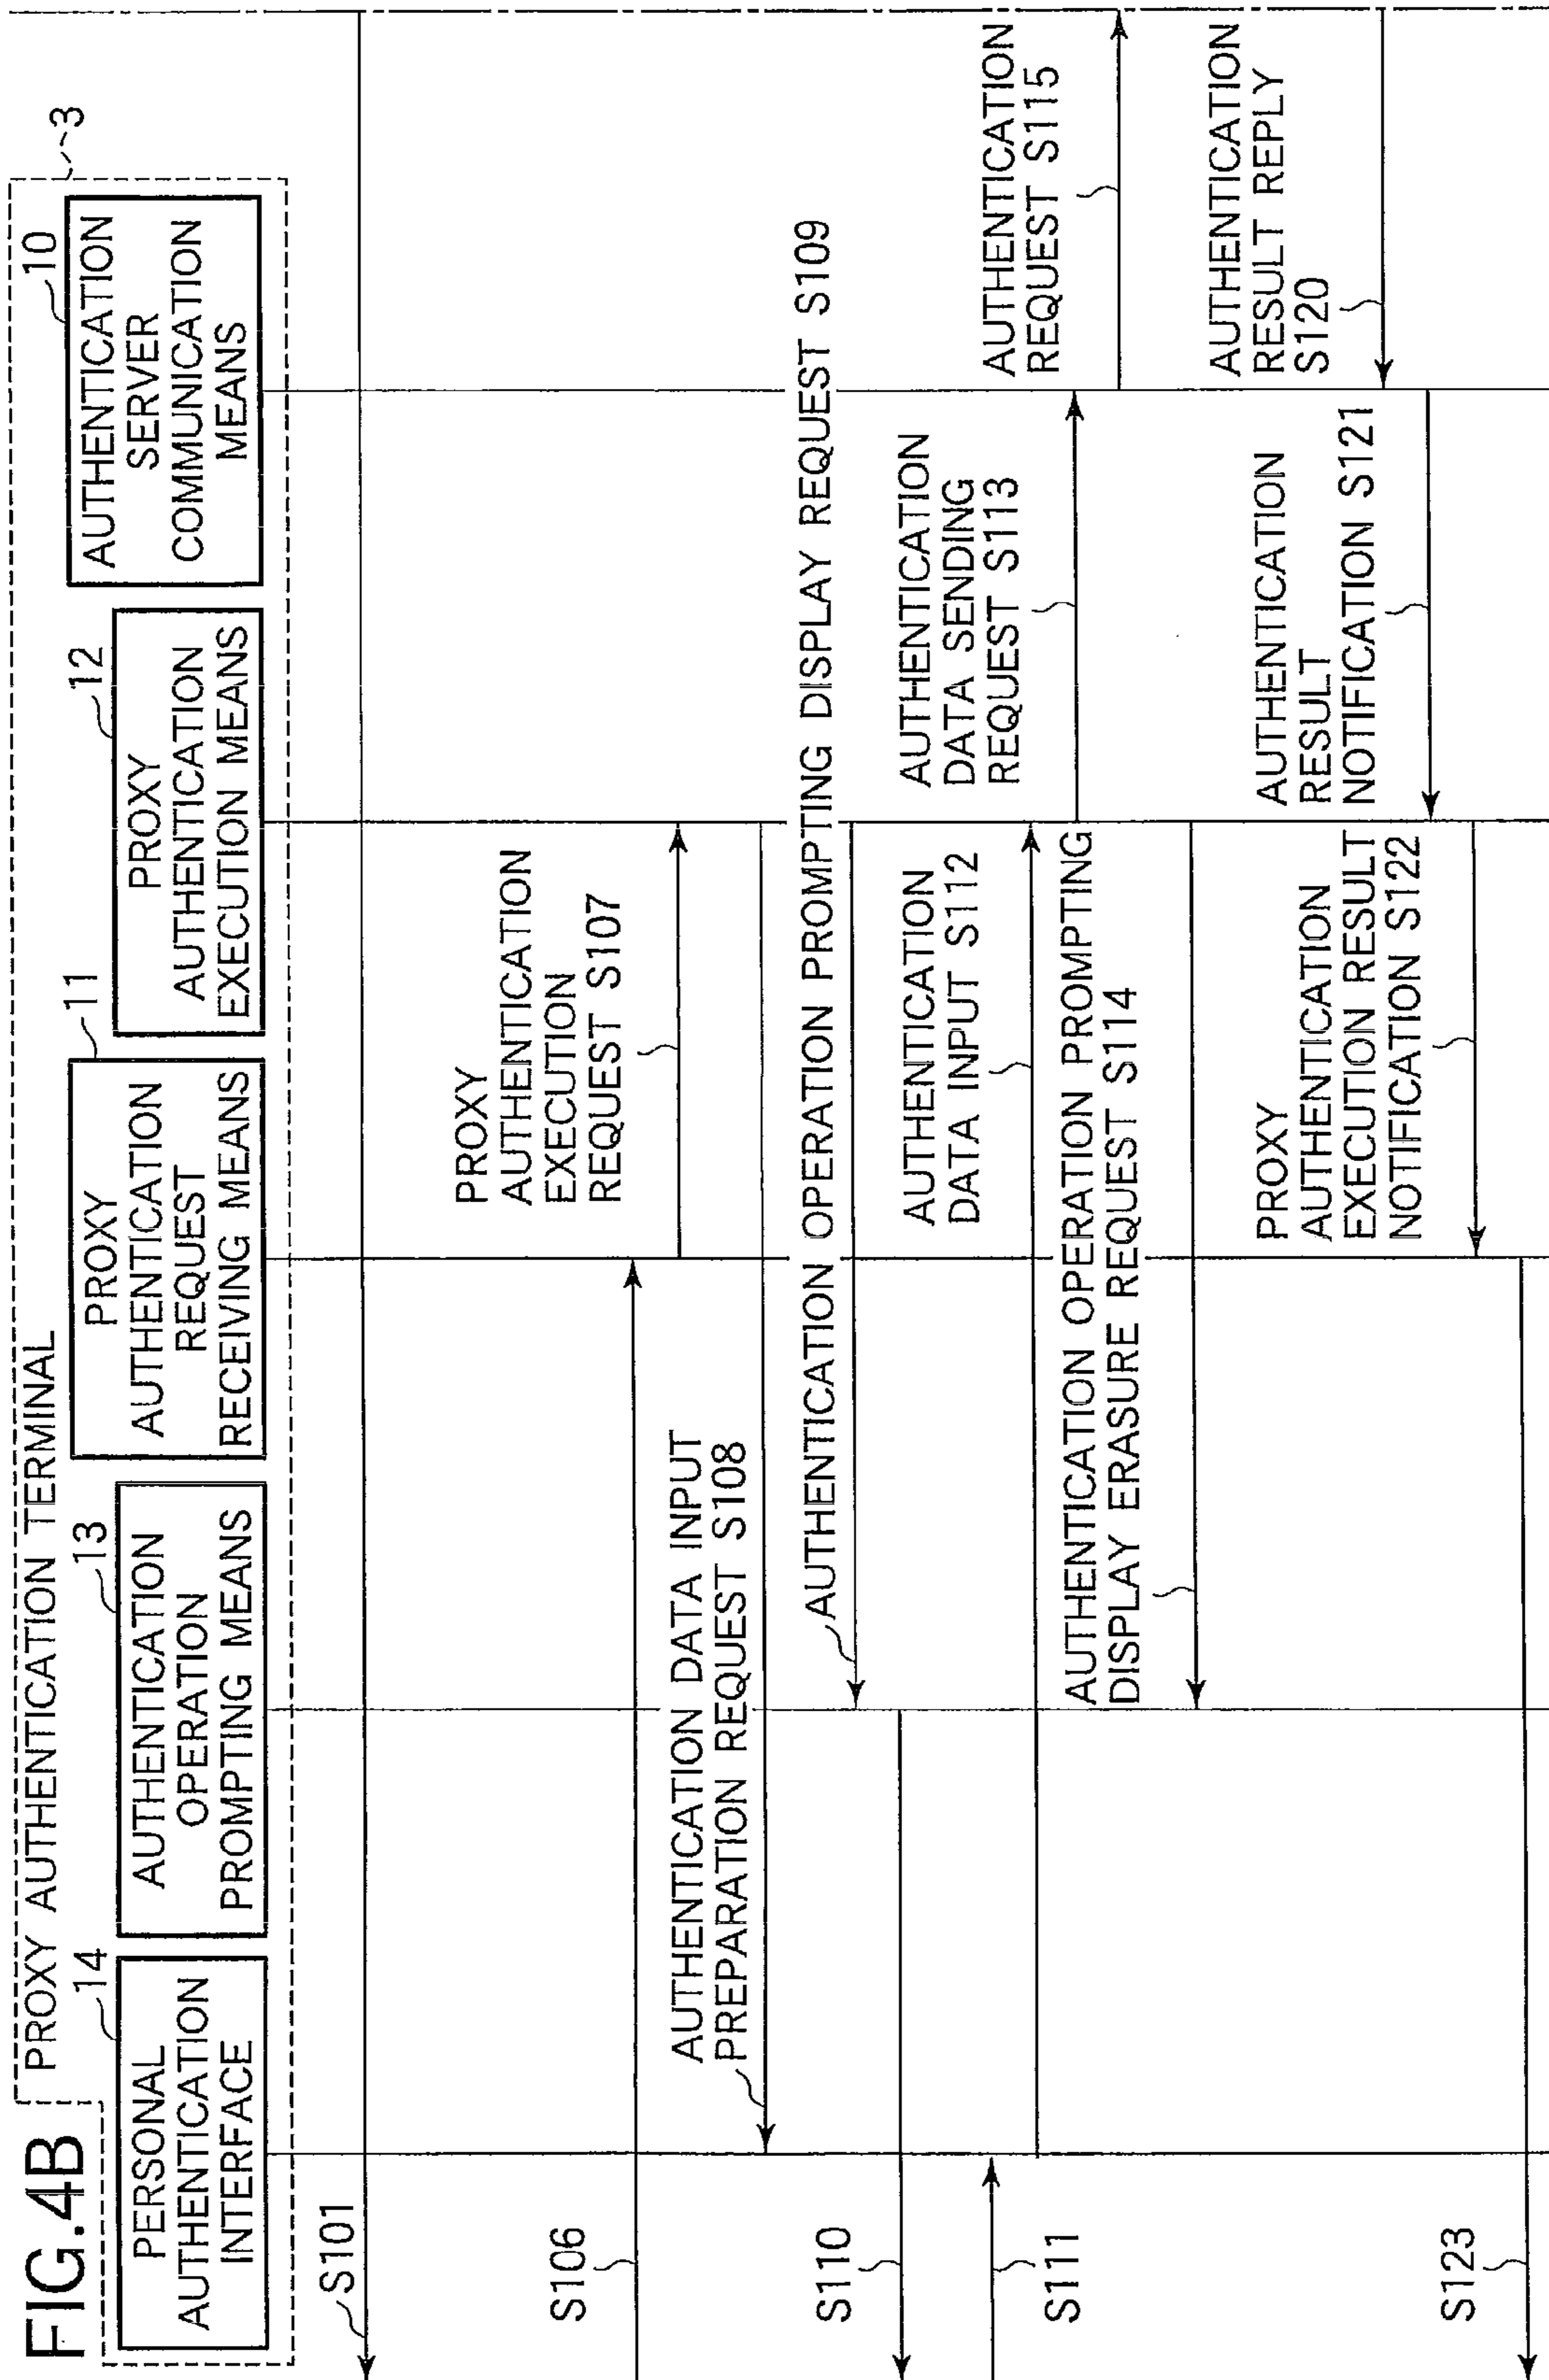 FIG.4B
PROXY AUTHENTICATION TERMINAL
3
14
PERSONAL
AUTHENTICATION
INTERFACE
13
AUTHENTICATION
OPERATION
PROMPTING MEANS
11
PROXY
AUTHENTICATION
REQUEST
RECEIVING MEANS
12
PROXY
AUTHENTICATION
EXECUTION MEANS
10
AUTHENTICATION
SERVER
COMMUNICATION
MEANS
S101
S106
PROXY
AUTHENTICATION
EXECUTION
REQUEST S107
AUTHENTICATION DATA INPUT
PREPARATION REQUEST S108
AUTHENTICATION OPERATION PROMPTING DISPLAY REQUEST S109
S110
S111
AUTHENTICATION
DATA INPUT S112
AUTHENTICATION
DATA SENDING
REQUEST S113
AUTHENTICATION OPERATION PROMPTING
DISPLAY ERASURE REQUEST S114
AUTHENTICATION
REQUEST S115
AUTHENTICATION
RESULT REPLY
S120
AUTHENTICATION
RESULT
NOTIFICATION S121
PROXY
AUTHENTICATION
EXECUTION RESULT
NOTIFICATION S122
S123